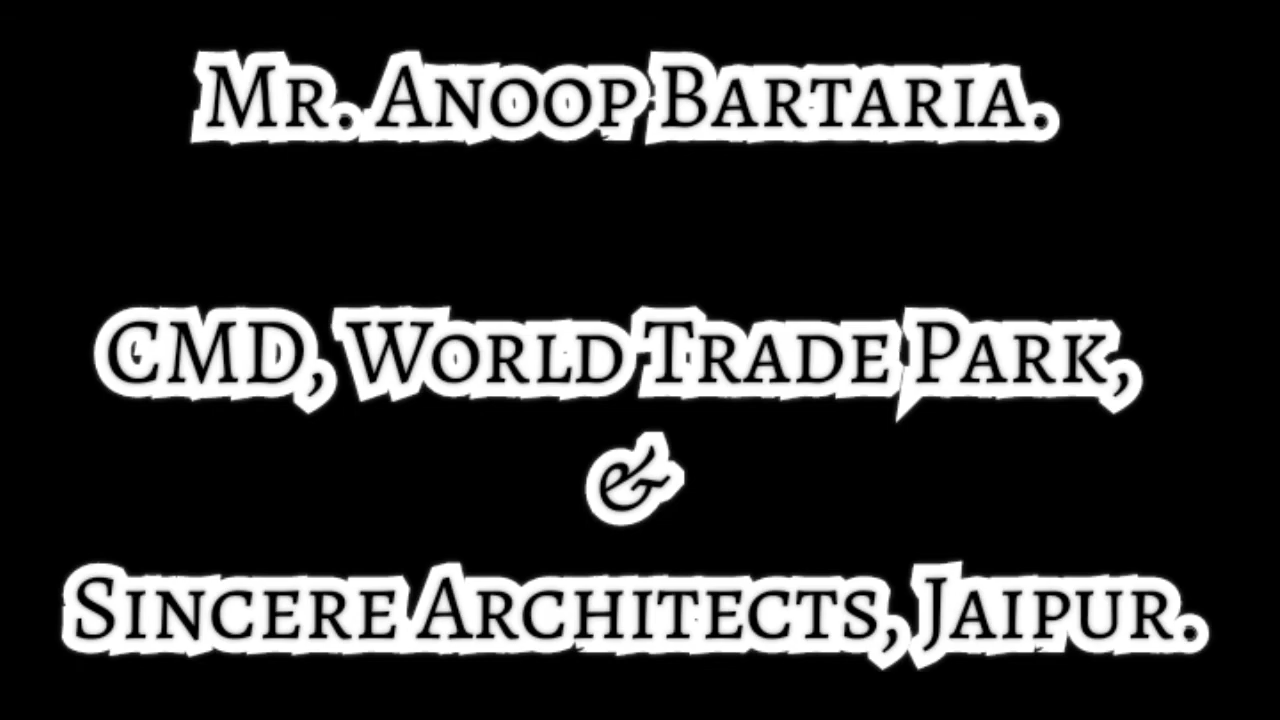 Mr. Anoop Bartaria.
CMD, World Trade Park,
&
Sincere Architects, Jaipur.